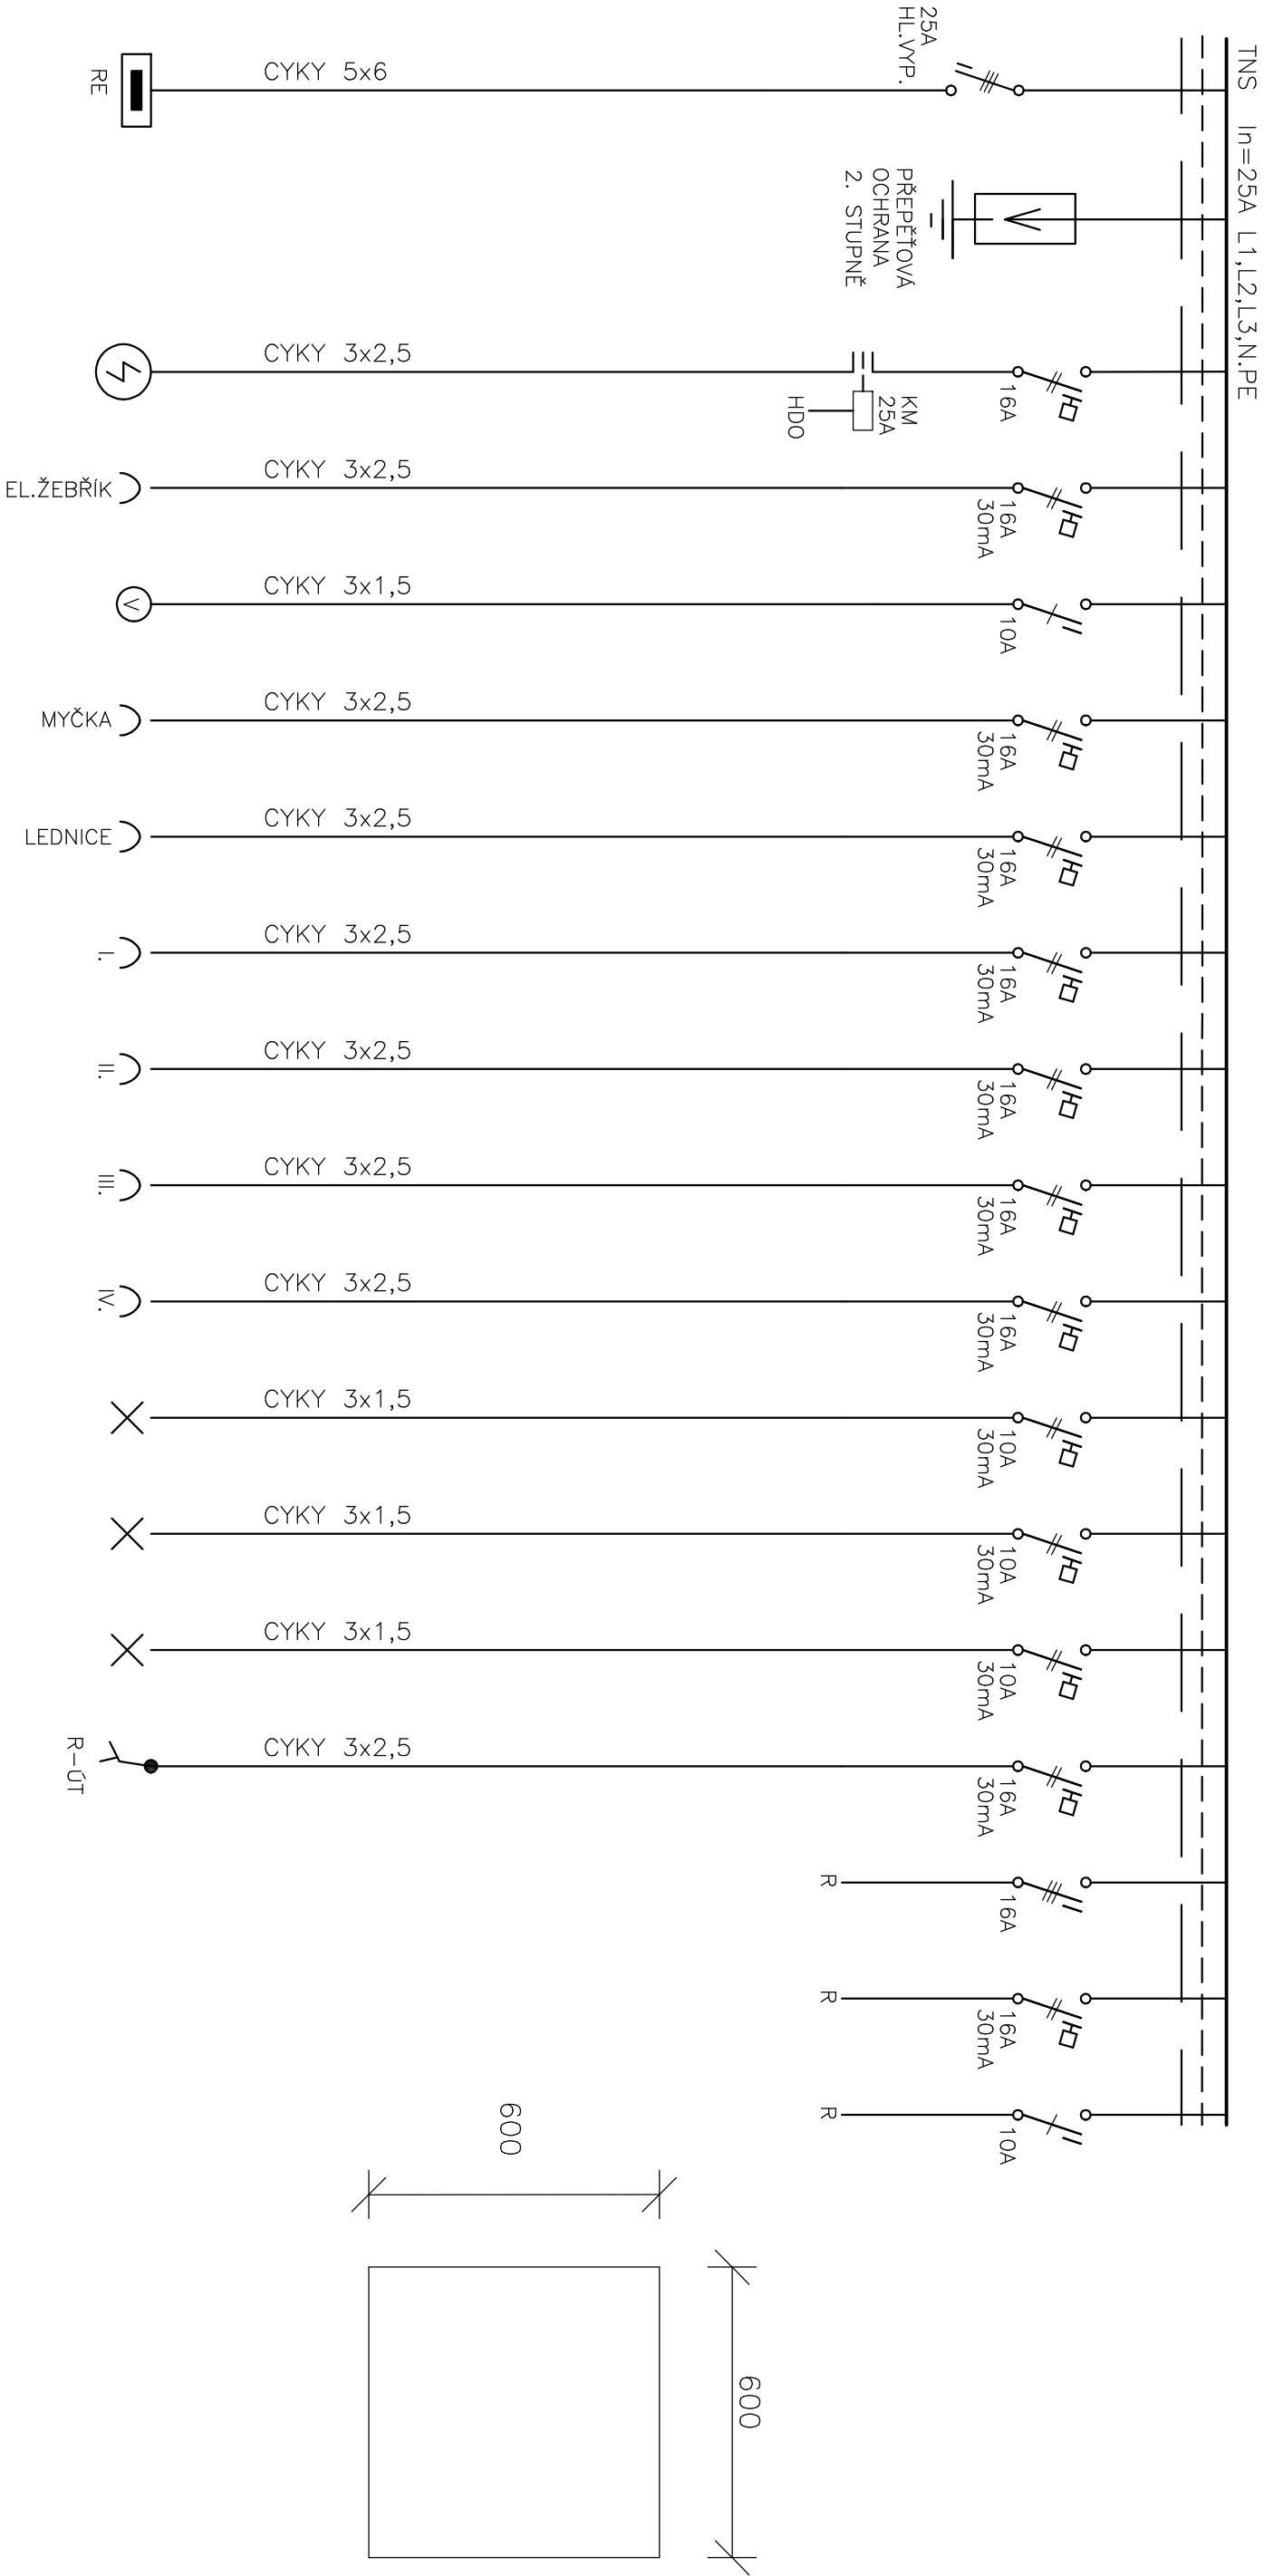 TNS   In=25A  L1,L2,L3,N.PE
25A
HL.VYP.
CYKY  5x6
RE
PŘEPĚŤOVÁ
OCHRANA
2.  STUPNĚ
16A
KM
25A
HDO
CYKY  3x2,5
16A
30mA
CYKY  3x2,5
EL.ŽEBŘÍK
10A
CYKY  3x1,5
V
16A
30mA
CYKY  3x2,5
MYČKA
16A
30mA
CYKY  3x2,5
LEDNICE
16A
30mA
CYKY  3x2,5
I.
16A
30mA
CYKY  3x2,5
II.
16A
30mA
CYKY  3x2,5
III.
16A
30mA
CYKY  3x2,5
IV.
10A
30mA
CYKY  3x1,5
10A
30mA
CYKY  3x1,5
10A
30mA
CYKY  3x1,5
16A
30mA
CYKY  3x2,5
R-ÚT
16A
R
16A
30mA
R
10A
R
600
600